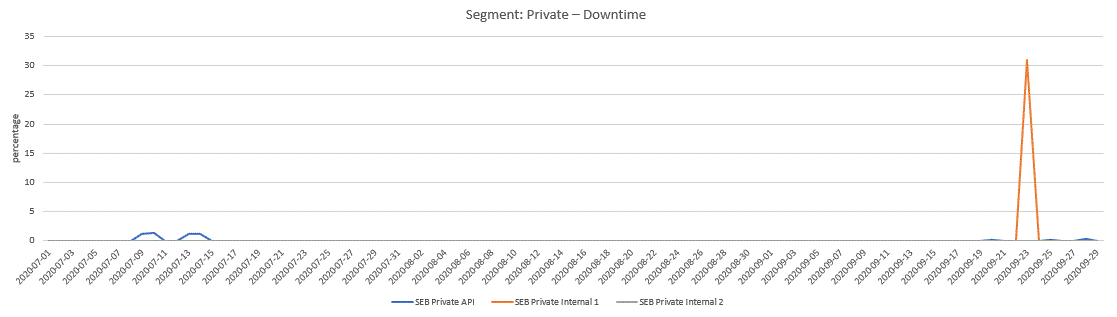 Segment: Private – Downtime
35
30
25
20
15
10
5
0
percentage
2020-07-01 2020-07-03 2020-07-05 2020-07-07 2020-07-09 2020-07-11 2020-07-13 2020-07-15 2020-07-17 2020-07-19 2020-07-21 2020-07-23 2020-07-25 2020-07-27 2020-07-29 2020-07-31 2020-08-02 2020-08-04 2020-08-06 2020-08-08 2020-08-10 2020-08-12 2020-08-14 2020-08-16 2020-08-18 2020-08-20 2020-08-22 2020-08-24 2020-08-26 2020-08-28 2020-08-30 2020-09-01 2020-09-03 2020-09-05 2020-09-07 2020-09-09 2020-09-11 2020-09-13 2020-09-15 2020-09-17 2020-09-19 2020-09-21 2020-09-23 2020-09-25 2020-09-27 2020-09-29
SEB Private API SEB Private Internal 1 SEB Private Internal 2